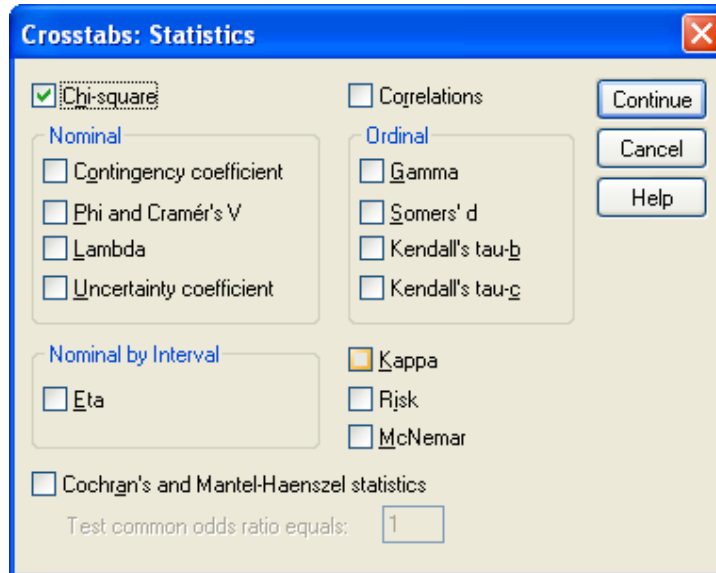 Crosstabs: Statistics
Chi-square
Correlations
Continue
Cancel
Help
Nominal
Contingency coefficient
Phi and Cramér's V
Lambda
Uncertainty coefficient
Ordinal
Gamma
Somers' d
Kendall's tau-b
Kendall's tau-c
Nominal by Interval
Eta
Kappa
Risk
McNemar
Cochran's and Mantel-Haenszel statistics
Test common odds ratio equals: 1